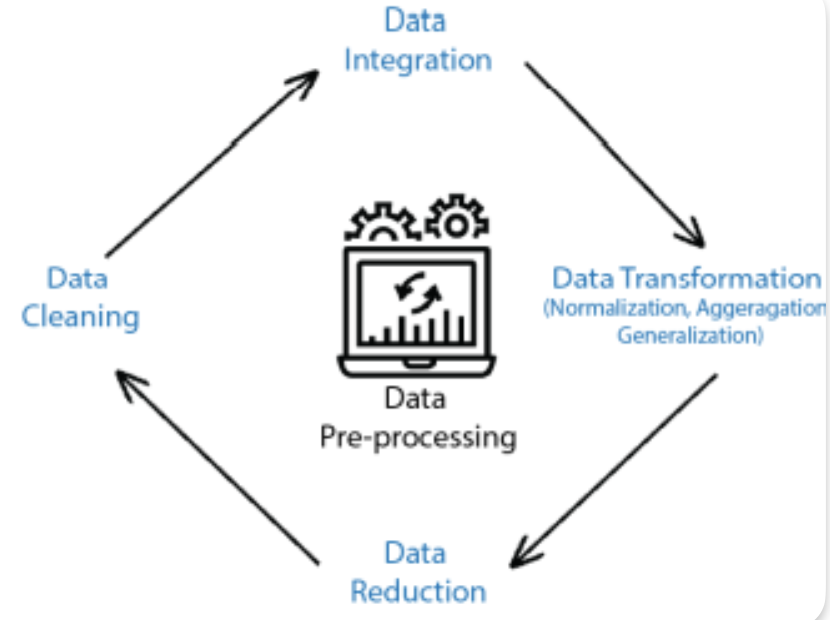 Data
Integration
Data
Cleaning
Data Transformation
(Normalization, Aggeragation
Generalization)
Data
Pre-processing
Data
Reduction